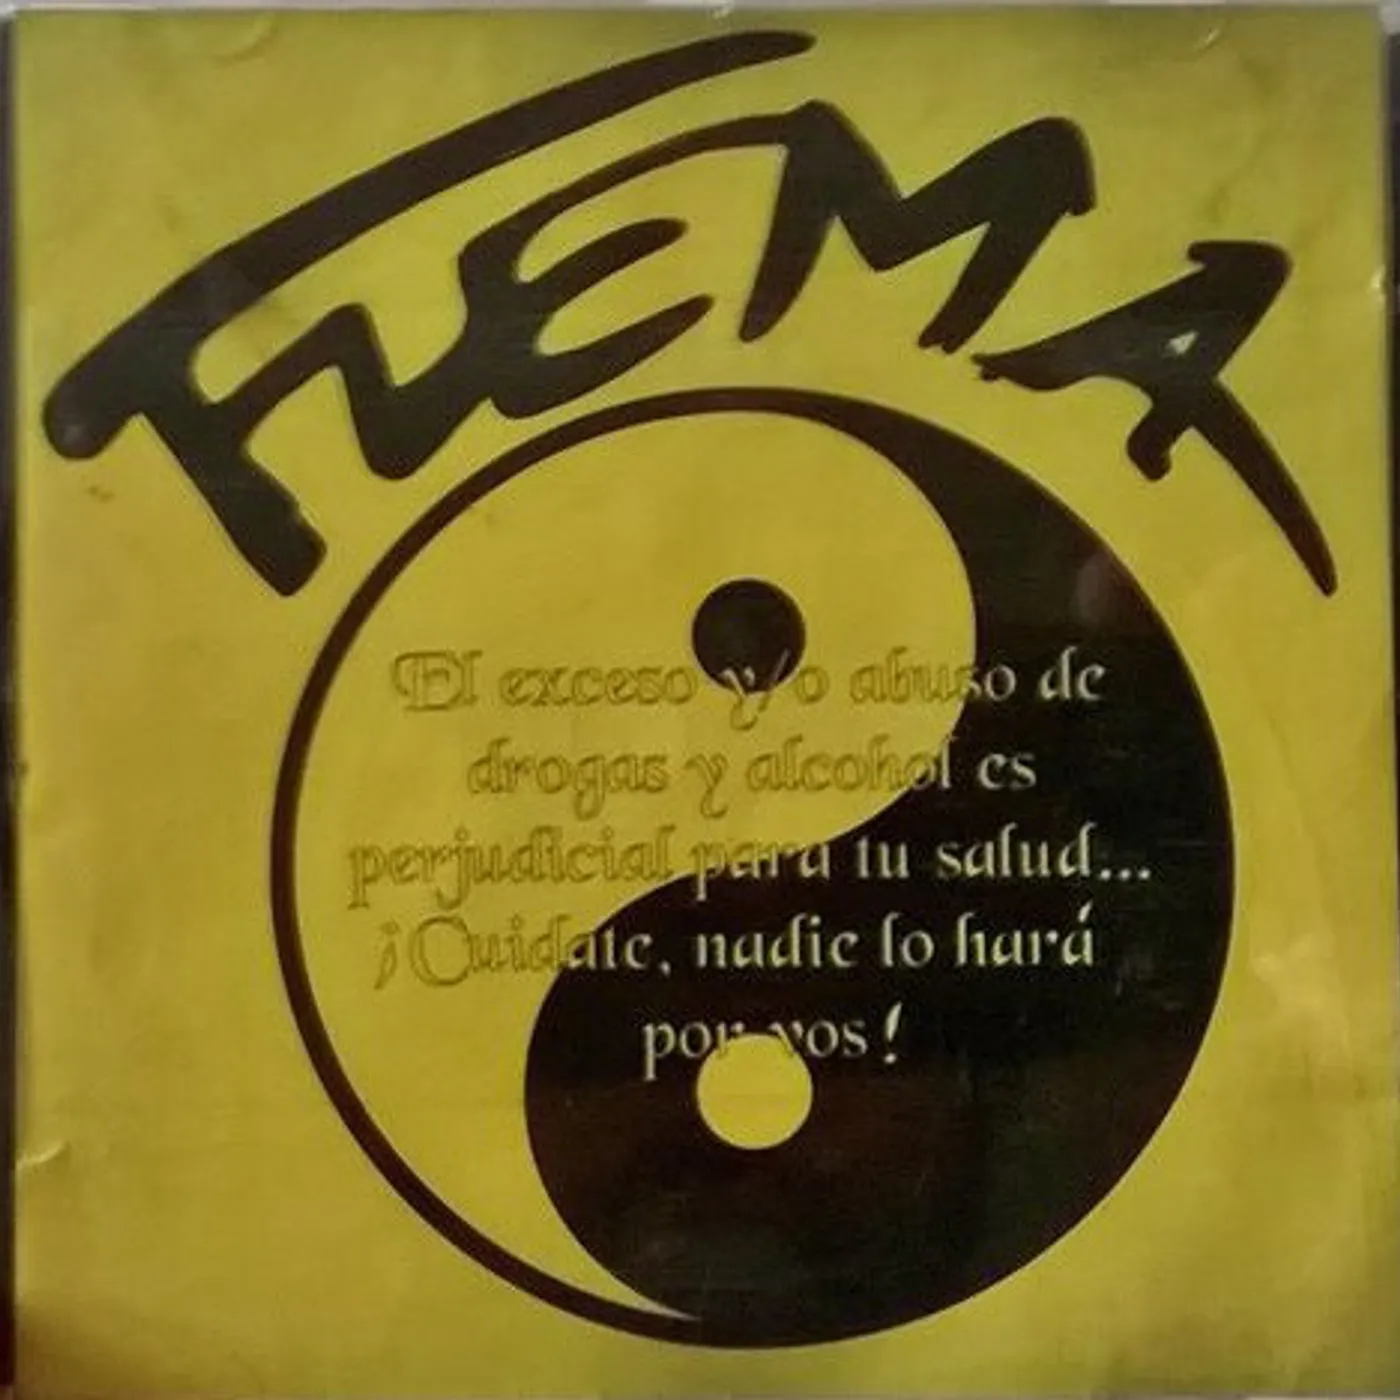 FLEMA
El exceso y/o abuso de
drogas y alcohol es
perjudicial para tu salud...
¡Cuidate, nadie lo hará
por vos!